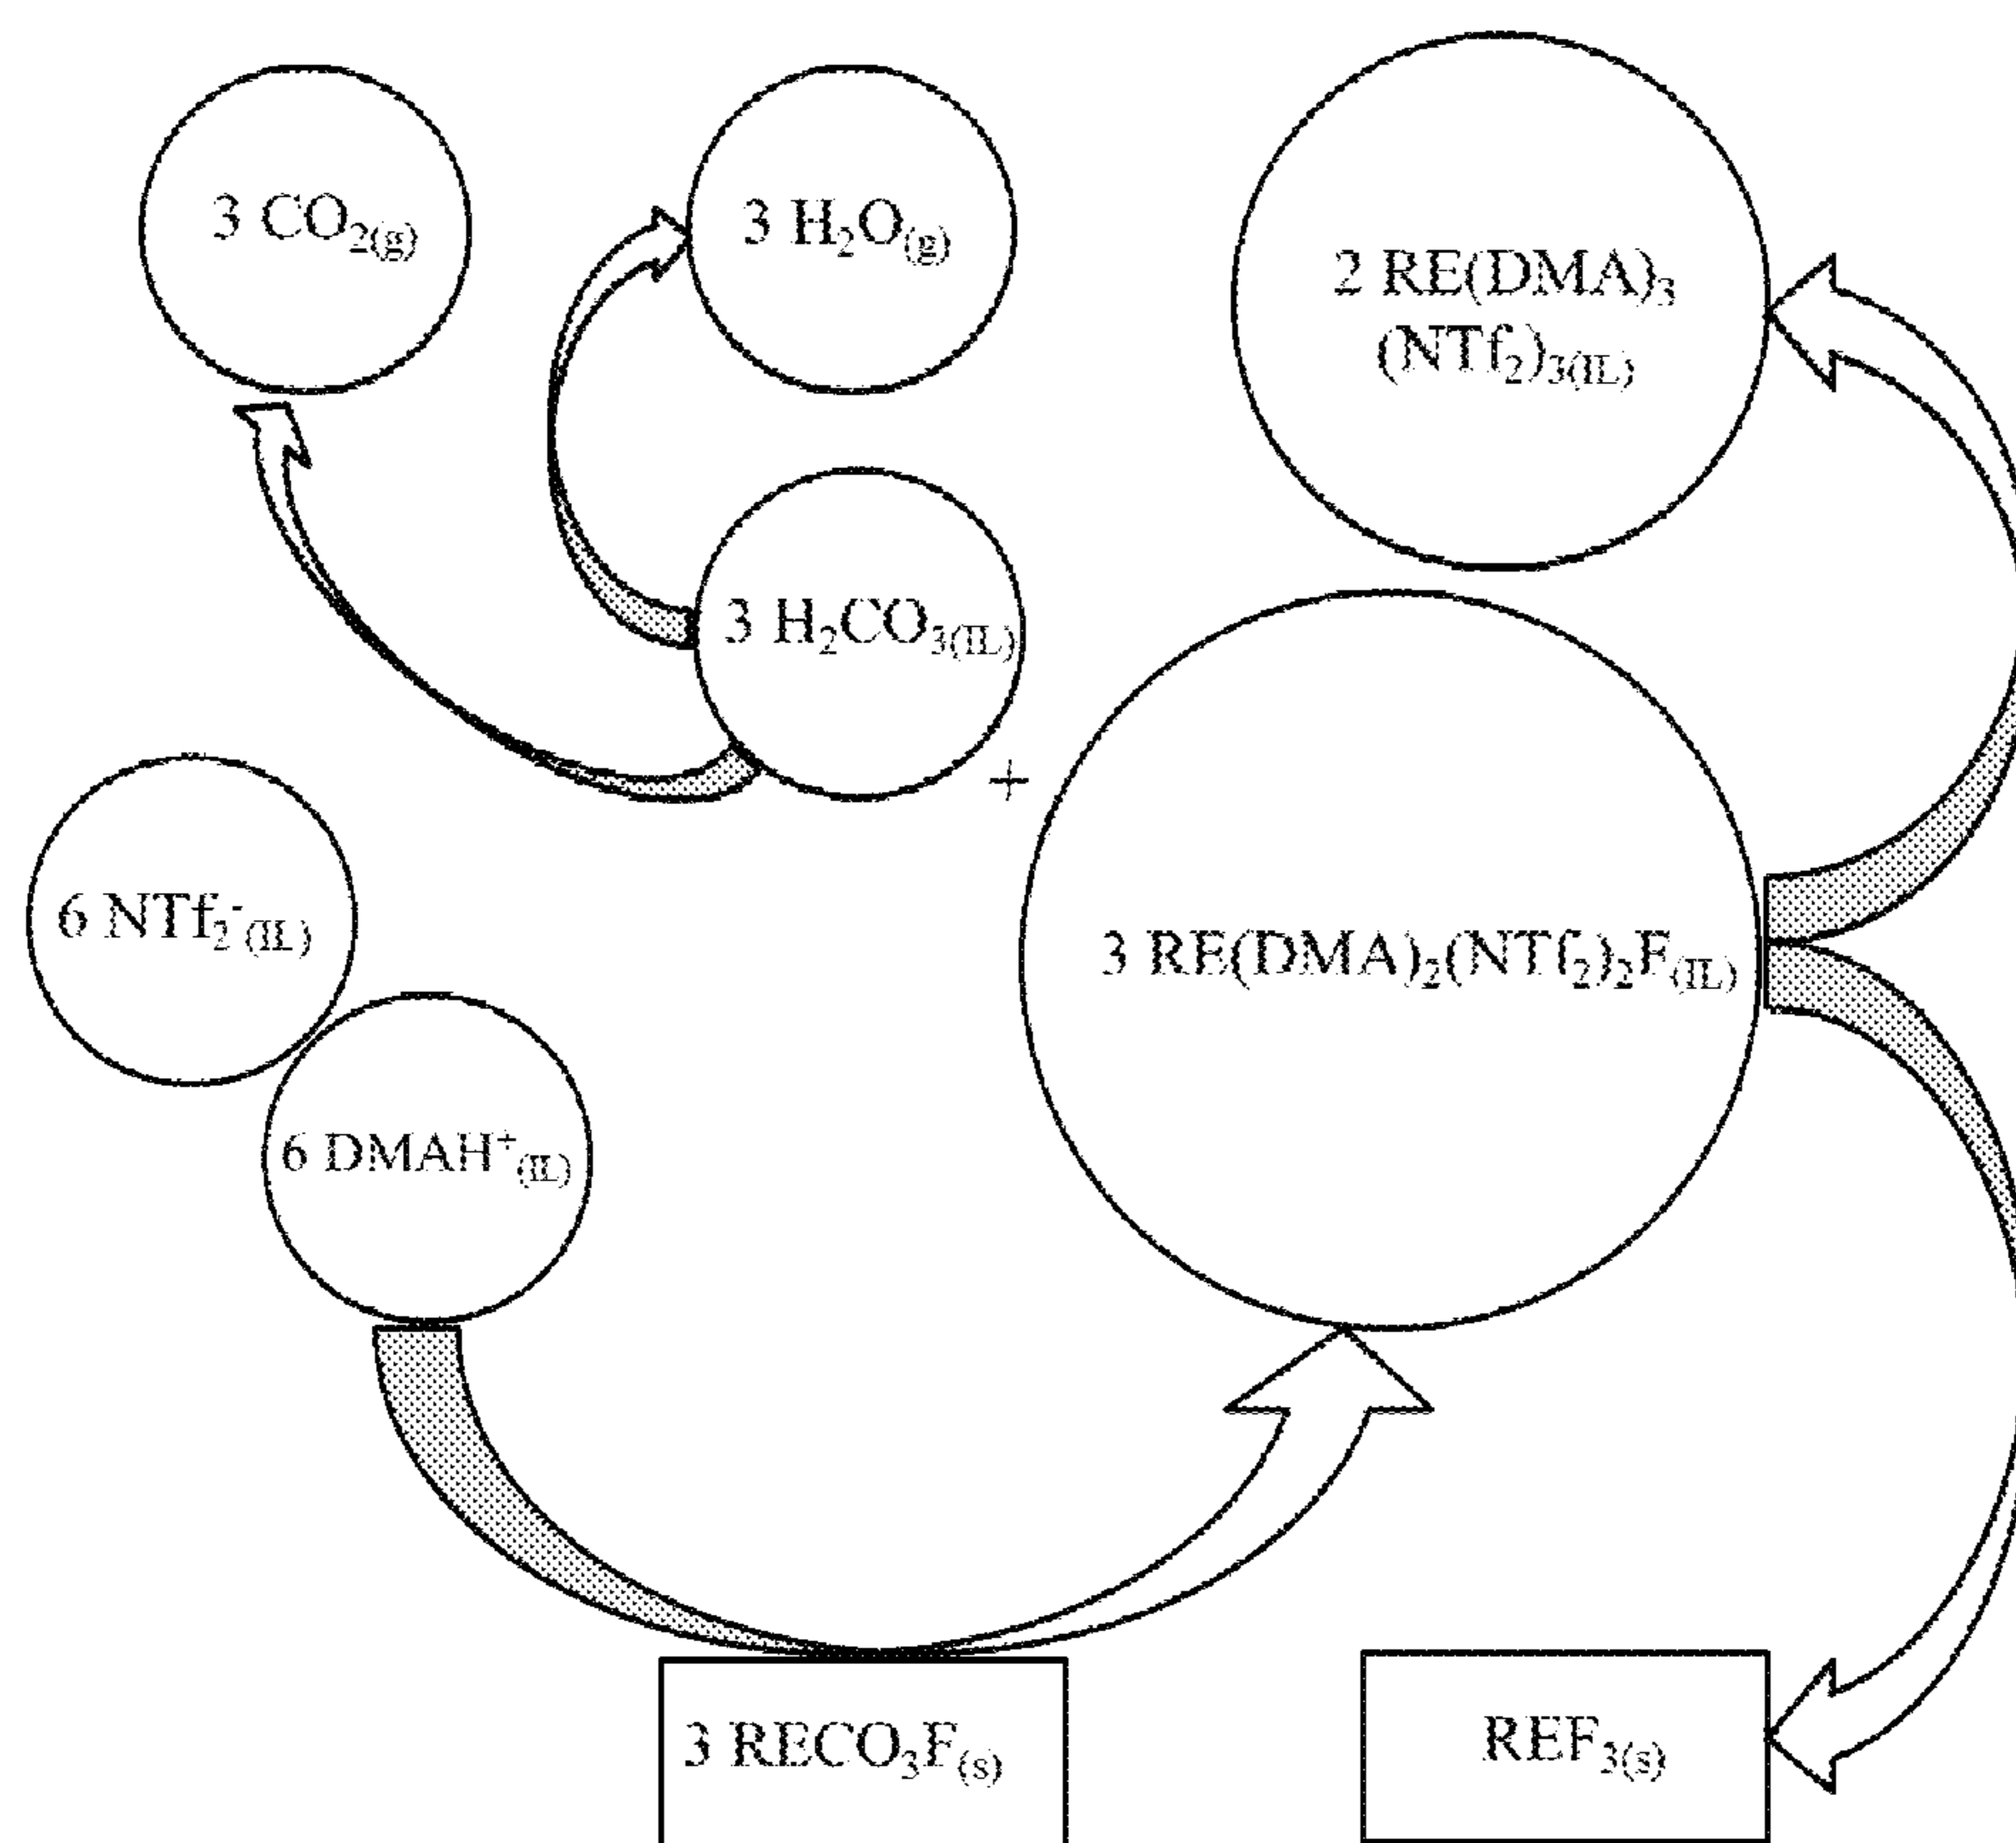 3 CO₂(g)
3 H₂O(g)
2 RE(DMA)₃
(NTf₂)₃(IL)
3 H₂CO₃(IL)
+
6 NTf₂⁻(IL)
3 RE(DMA)₂(NTf₂)₂F(IL)
6 DMAH⁺(IL)
3 RECO₃F(s)
REF₃(s)